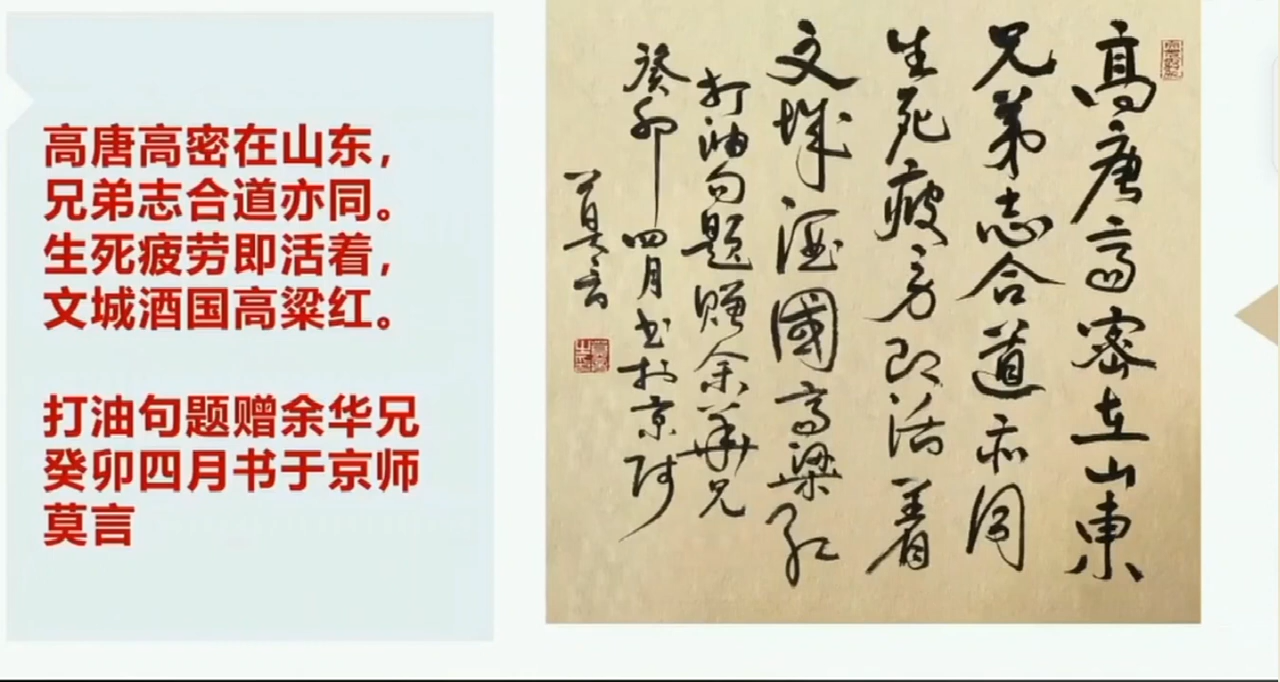 高唐高密在山东，
兄弟志合道亦同。
生死疲劳即活着，
文城酒国高粱红。
打油句题赠余华兄
癸卯四月书于京师
莫言
高唐高密在山東
兄弟志合道亦同
生死疲劳即活着
文城酒國高粱红
打油句题赠余華兄
癸卯四月书於京师
莫言